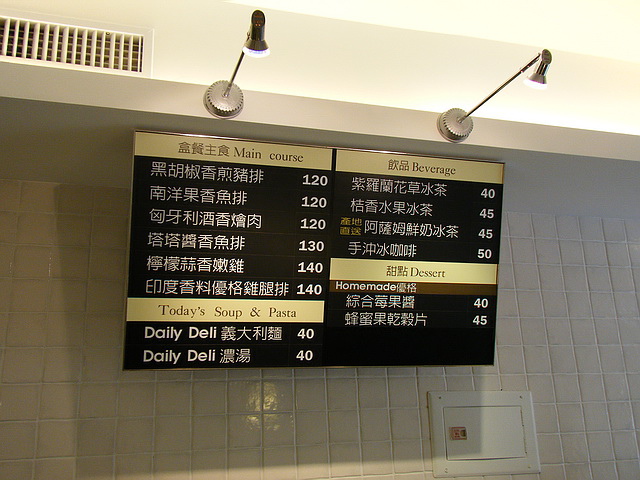 盒餐主食 Main course
黑胡椒香煎豬排 120
南洋果香魚排 120
匈牙利酒香燴肉 120
塔塔醬香魚排 130
檸檬蒜香嫩雞 140
印度香料優格雞腿排 140
Today's Soup & Pasta
Daily Deli 義大利麵 40
Daily Deli 濃湯 40
飲品 Beverage
紫羅蘭花草冰茶 40
桔香水果冰茶 45
產地直送 阿薩姆鮮奶冰茶 45
手沖冰咖啡 50
甜點 Dessert
Homemade優格
綜合莓果醬 40
蜂蜜果乾穀片 45